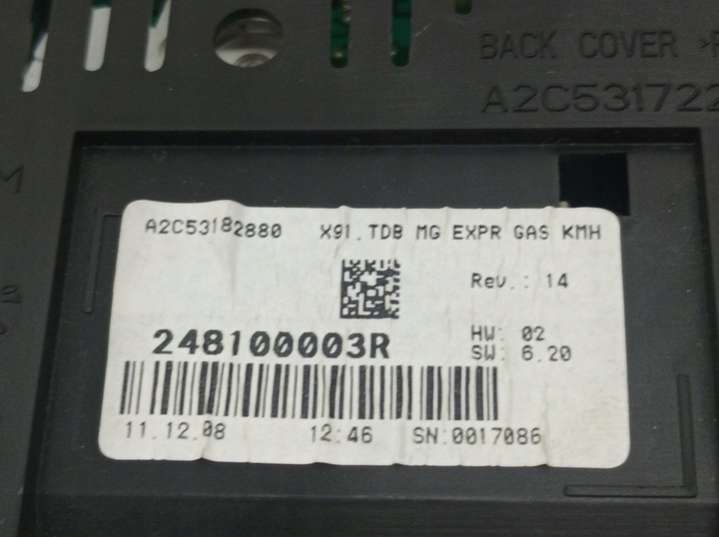 BACK COVER
A2C531722
A2C53182880 X91.TDB MG EXPR GAS KMH
Rev.: 14
248100003R
HW: 02
SW: 6.20
11.12.08 12:46 SN:0017086